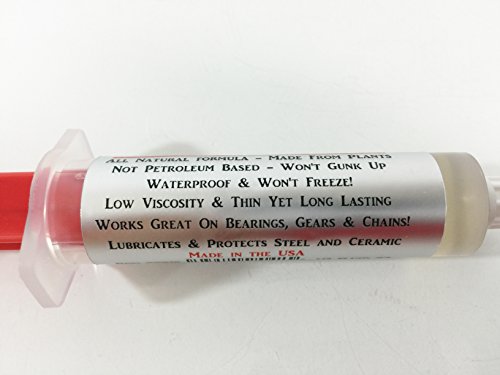 All Natural formula - Made From Plants
Not Petroleum Based - Won't Gunk Up
Waterproof & Won't Freeze!
Low Viscosity & Thin Yet Long Lasting
Works Great On Bearings, Gears & Chains!
Lubricates & Protects Steel and Ceramic
Made in the USA